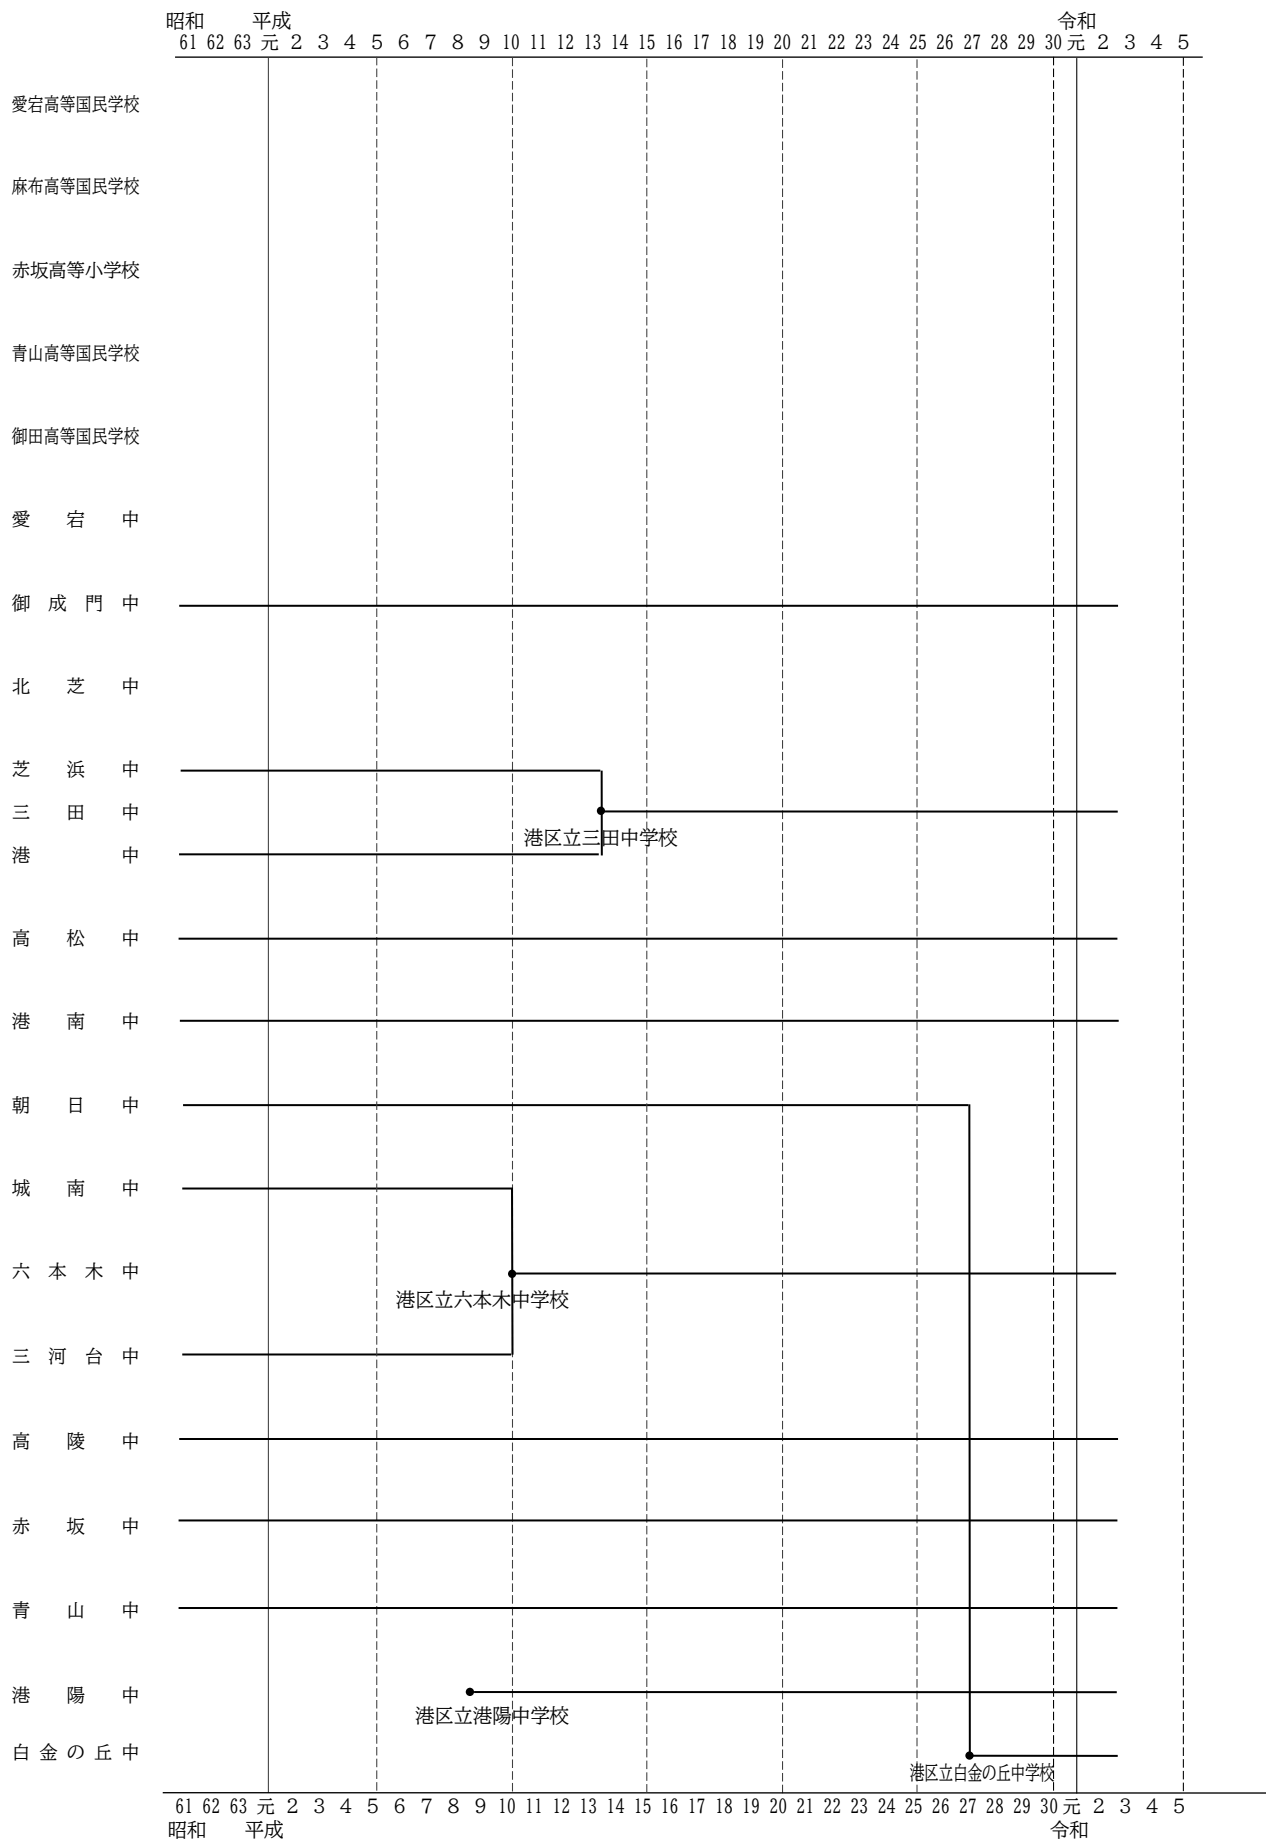 昭和 平成 令和
61 62 63 元 2 3 4 5 6 7 8 9 10 11 12 13 14 15 16 17 18 19 20 21 22 23 24 25 26 27 28 29 30 元 2 3 4 5
愛宕高等国民学校
麻布高等国民学校
赤坂高等小学校
青山高等国民学校
御田高等国民学校
愛宕中
御成門中
北芝中
芝浜中
三田中
港区立三田中学校
港中
高松中
港南中
朝日中
城南中
六本木中
港区立六本木中学校
三河台中
高陵中
赤坂中
青山中
港陽中
港区立港陽中学校
白金の丘中
港区立白金の丘中学校
61 62 63 元 2 3 4 5 6 7 8 9 10 11 12 13 14 15 16 17 18 19 20 21 22 23 24 25 26 27 28 29 30 元 2 3 4 5
昭和 平成 令和